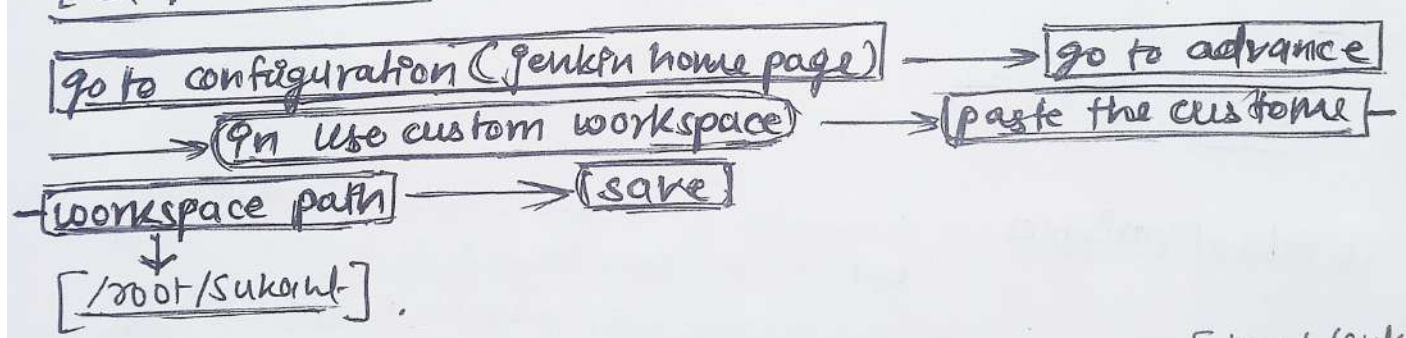 go to configuration (jenkin home page) go to advance
In use custom workspace paste the custome
workspace path save
[/root/sukant].